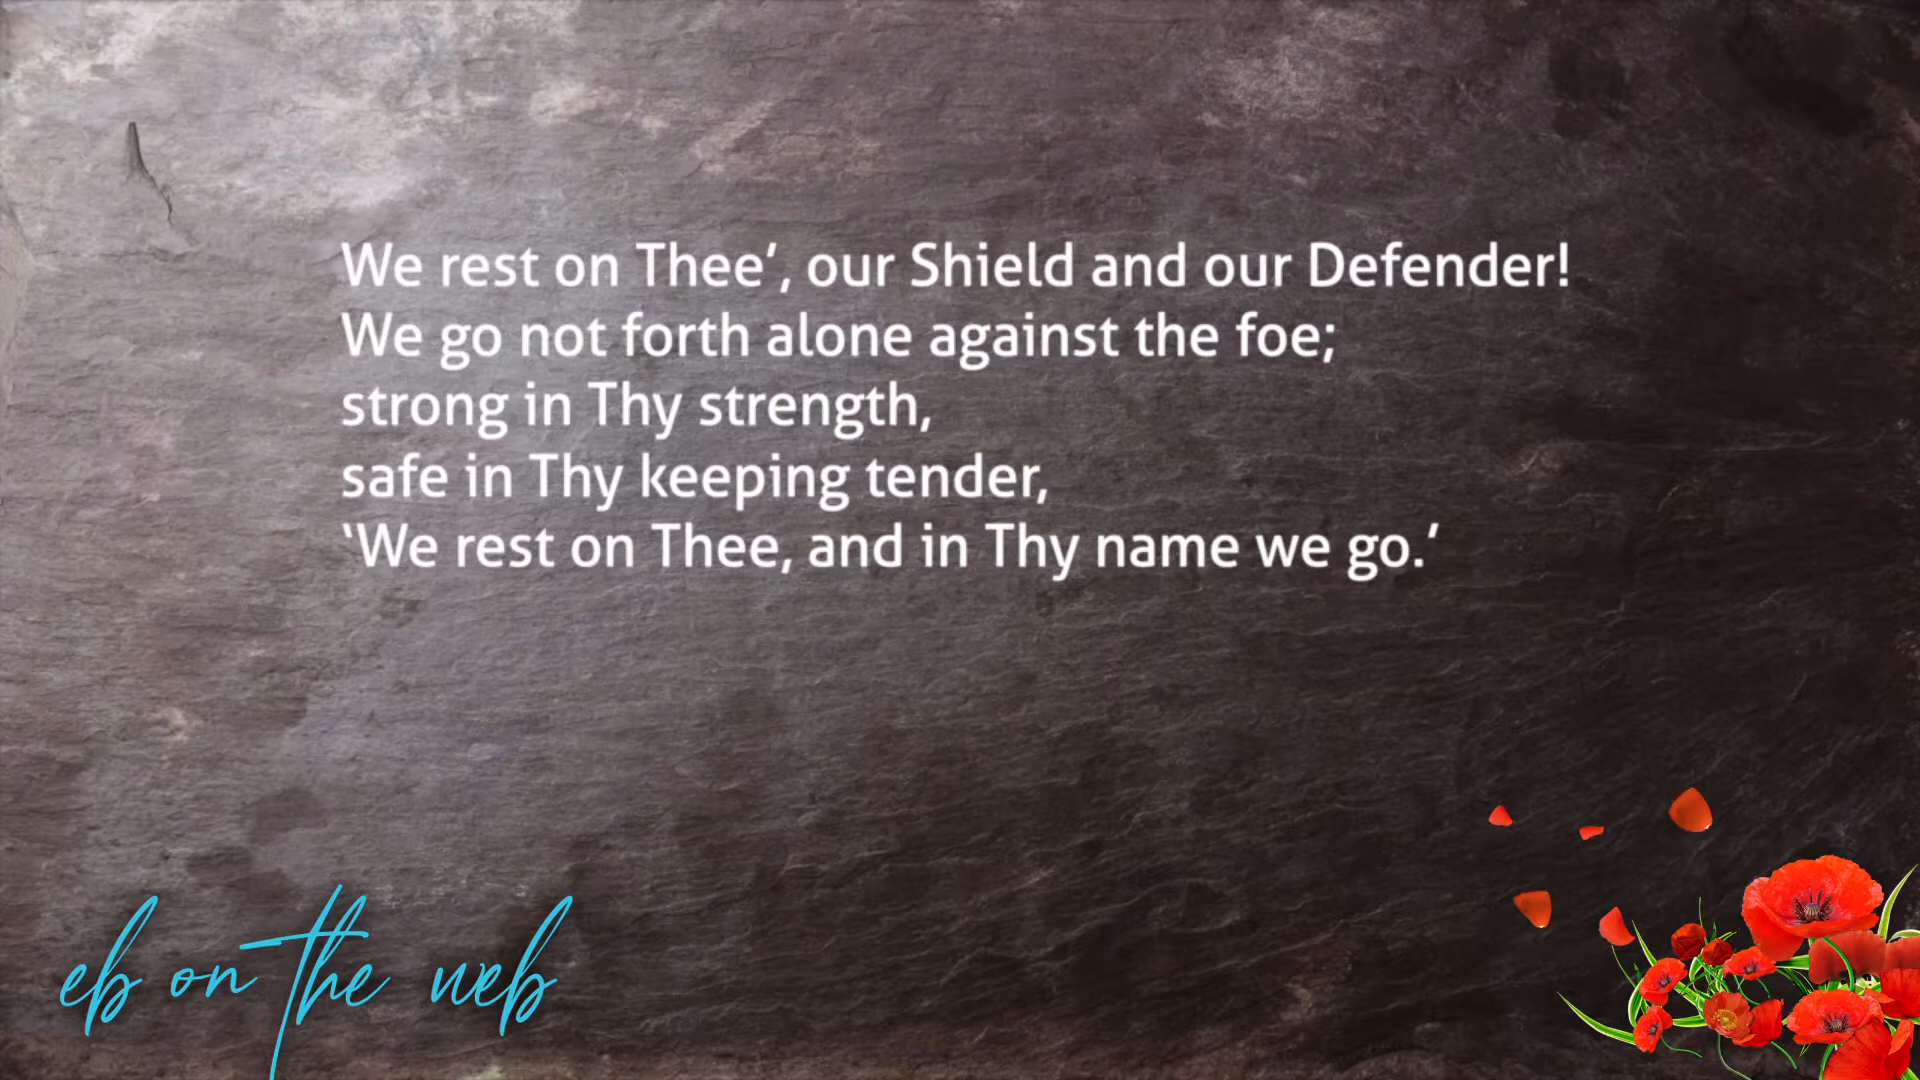 We rest on Thee’, our Shield and our Defender!
We go not forth alone against the foe;
strong in Thy strength,
safe in Thy keeping tender,
‘We rest on Thee, and in Thy name we go.’
eb on the web